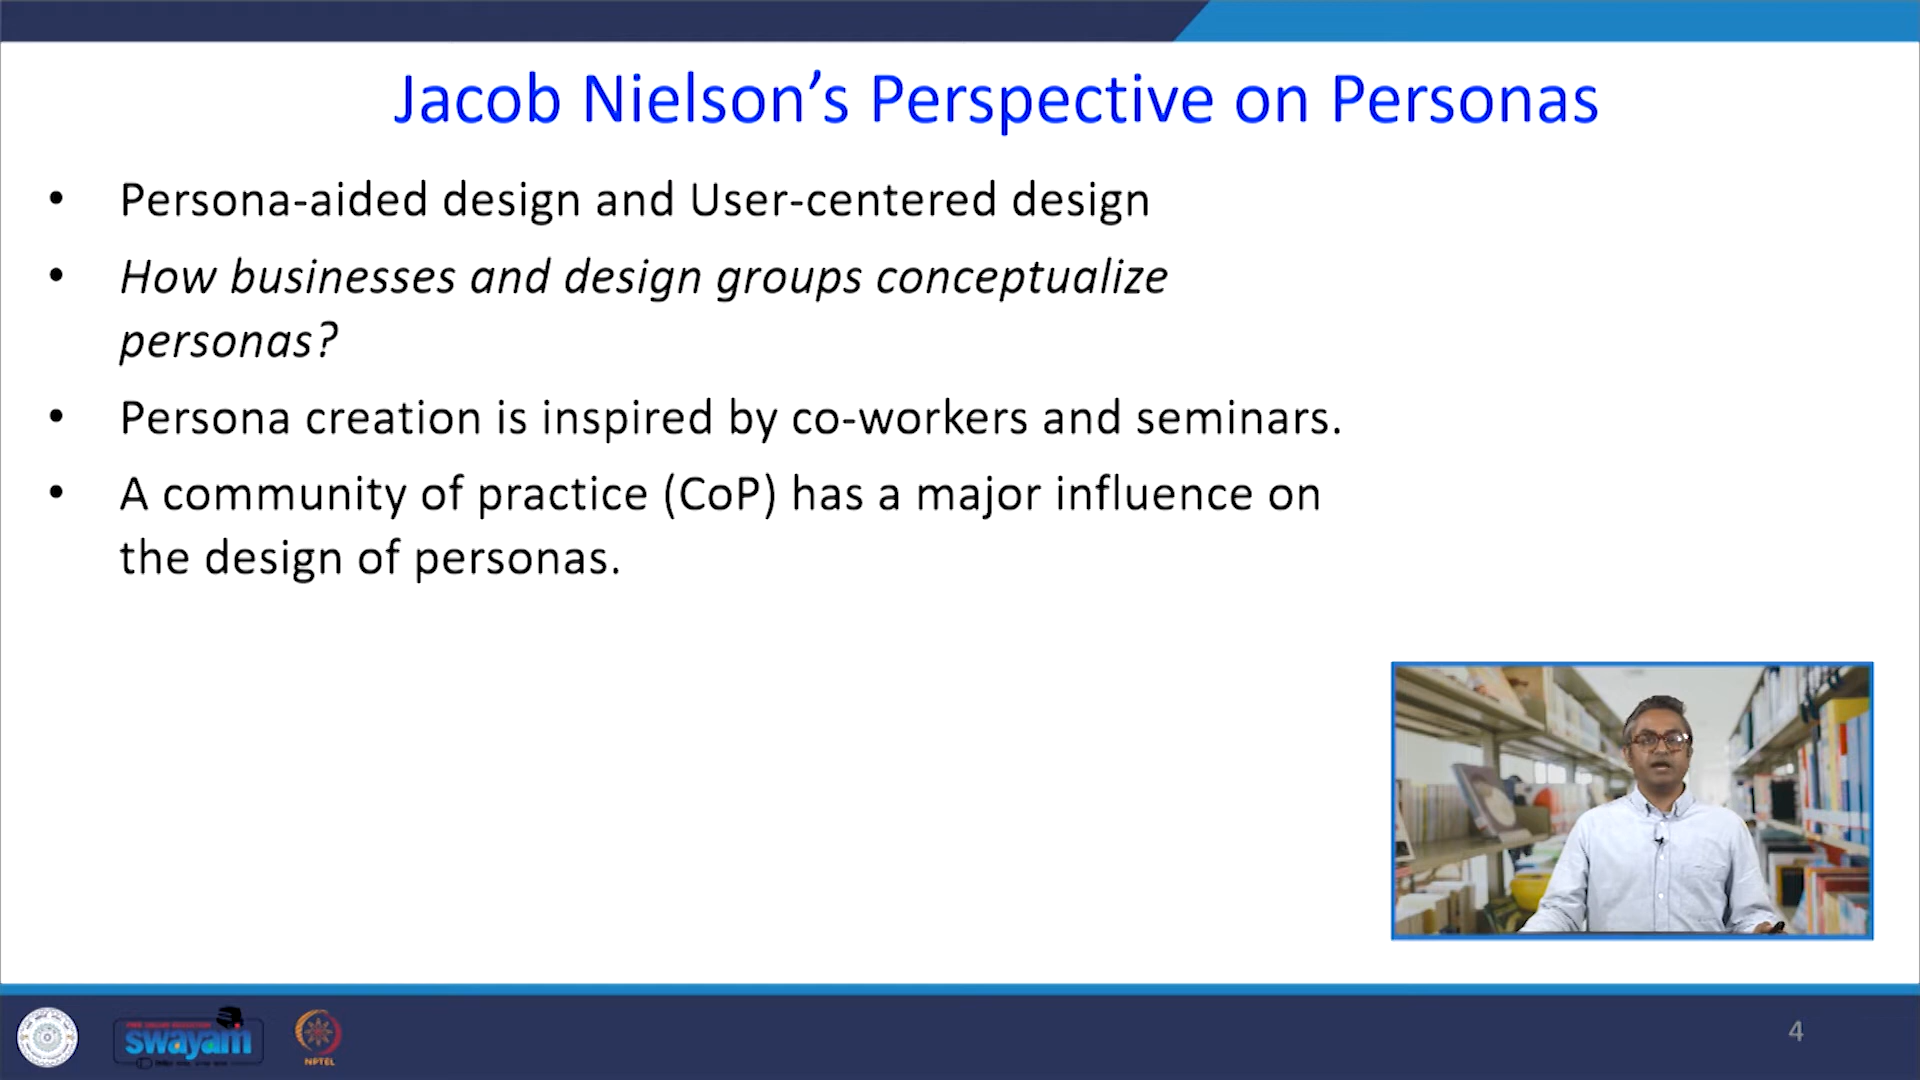 Jacob Nielson’s Perspective on Personas
• Persona-aided design and User-centered design
• How businesses and design groups conceptualize
personas?
• Persona creation is inspired by co-workers and seminars.
• A community of practice (CoP) has a major influence on
the design of personas.
swayam
NPTEL
4